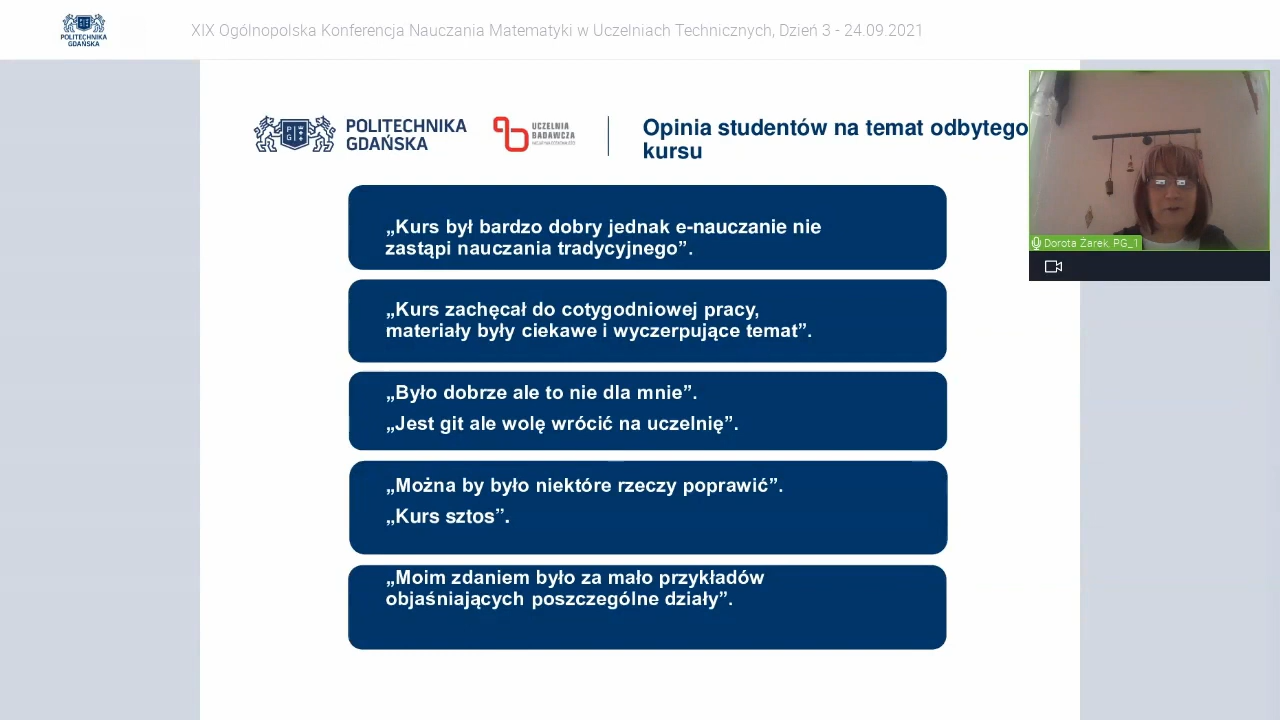 POLITECHNIKA
GDAŃSKA
XIX Ogólnopolska Konferencja Nauczania Matematyki w Uczelniach Technicznych, Dzień 3 - 24.09.2021
POLITECHNIKA
GDAŃSKA
UCZELNIA
BADAWCZA
Opinia studentów na temat odbytego
kursu
„Kurs był bardzo dobry jednak e-nauczanie nie
zastąpi nauczania tradycyjnego”.
„Kurs zachęcał do cotygodniowej pracy,
materiały były ciekawe i wyczerpujące temat”.
„Było dobrze ale to nie dla mnie”.
„Jest git ale wolę wrócić na uczelnię”.
„Można by było niektóre rzeczy poprawić”.
„Kurs sztos”.
„Moim zdaniem było za mało przykładów
objaśniających poszczególne działy”.
Dorota Żarek, PG_1